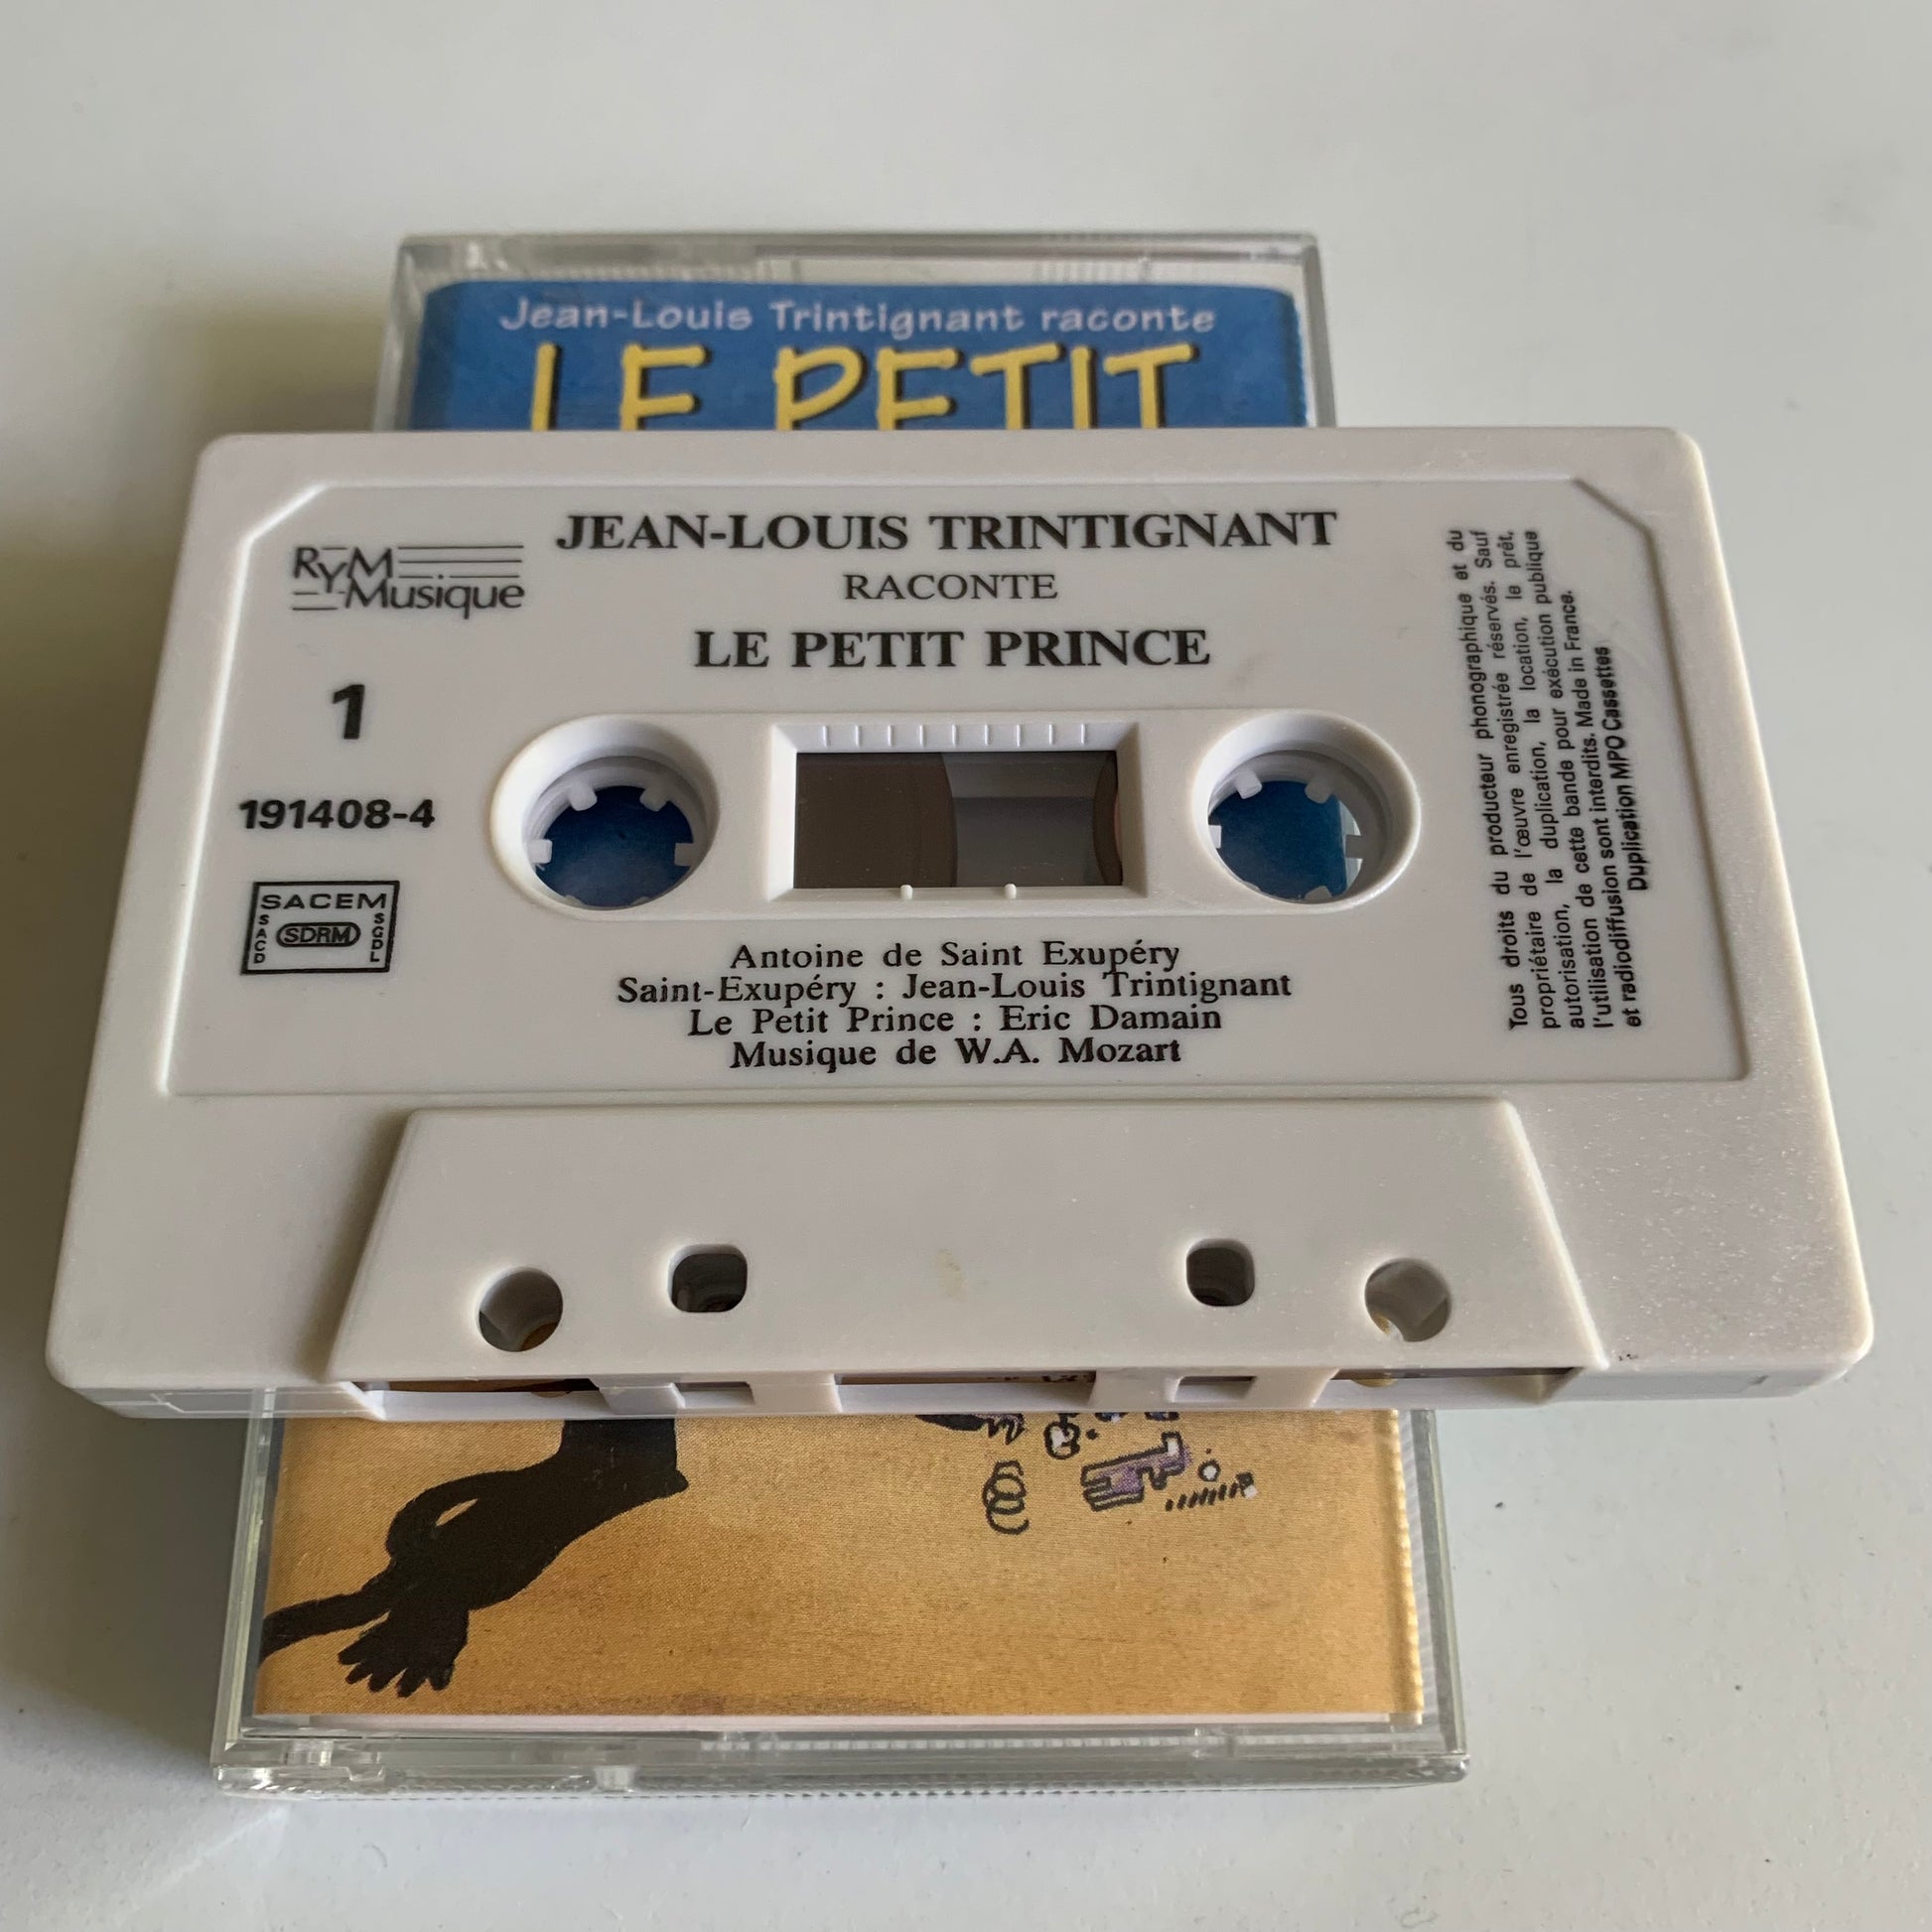 Jean-Louis Trintignant raconte
LE PETIT
RYM
Musique
JEAN-LOUIS TRINTIGNANT
RACONTE
LE PETIT PRINCE
1
191408-4
SACEM
SACD
SDRM
SGDL
Antoine de Saint Exupéry
Saint-Exupéry : Jean-Louis Trintignant
Le Petit Prince : Eric Damain
Musique de W.A. Mozart
Tous droits du producteur phonographique et du
propriétaire de l'œuvre enregistrée réservés. Sauf
autorisation, la duplication, la location, le prêt,
l'utilisation de cette bande pour exécution publique
et radiodiffusion sont interdits. Made in France.
Duplication MPO Cassettes